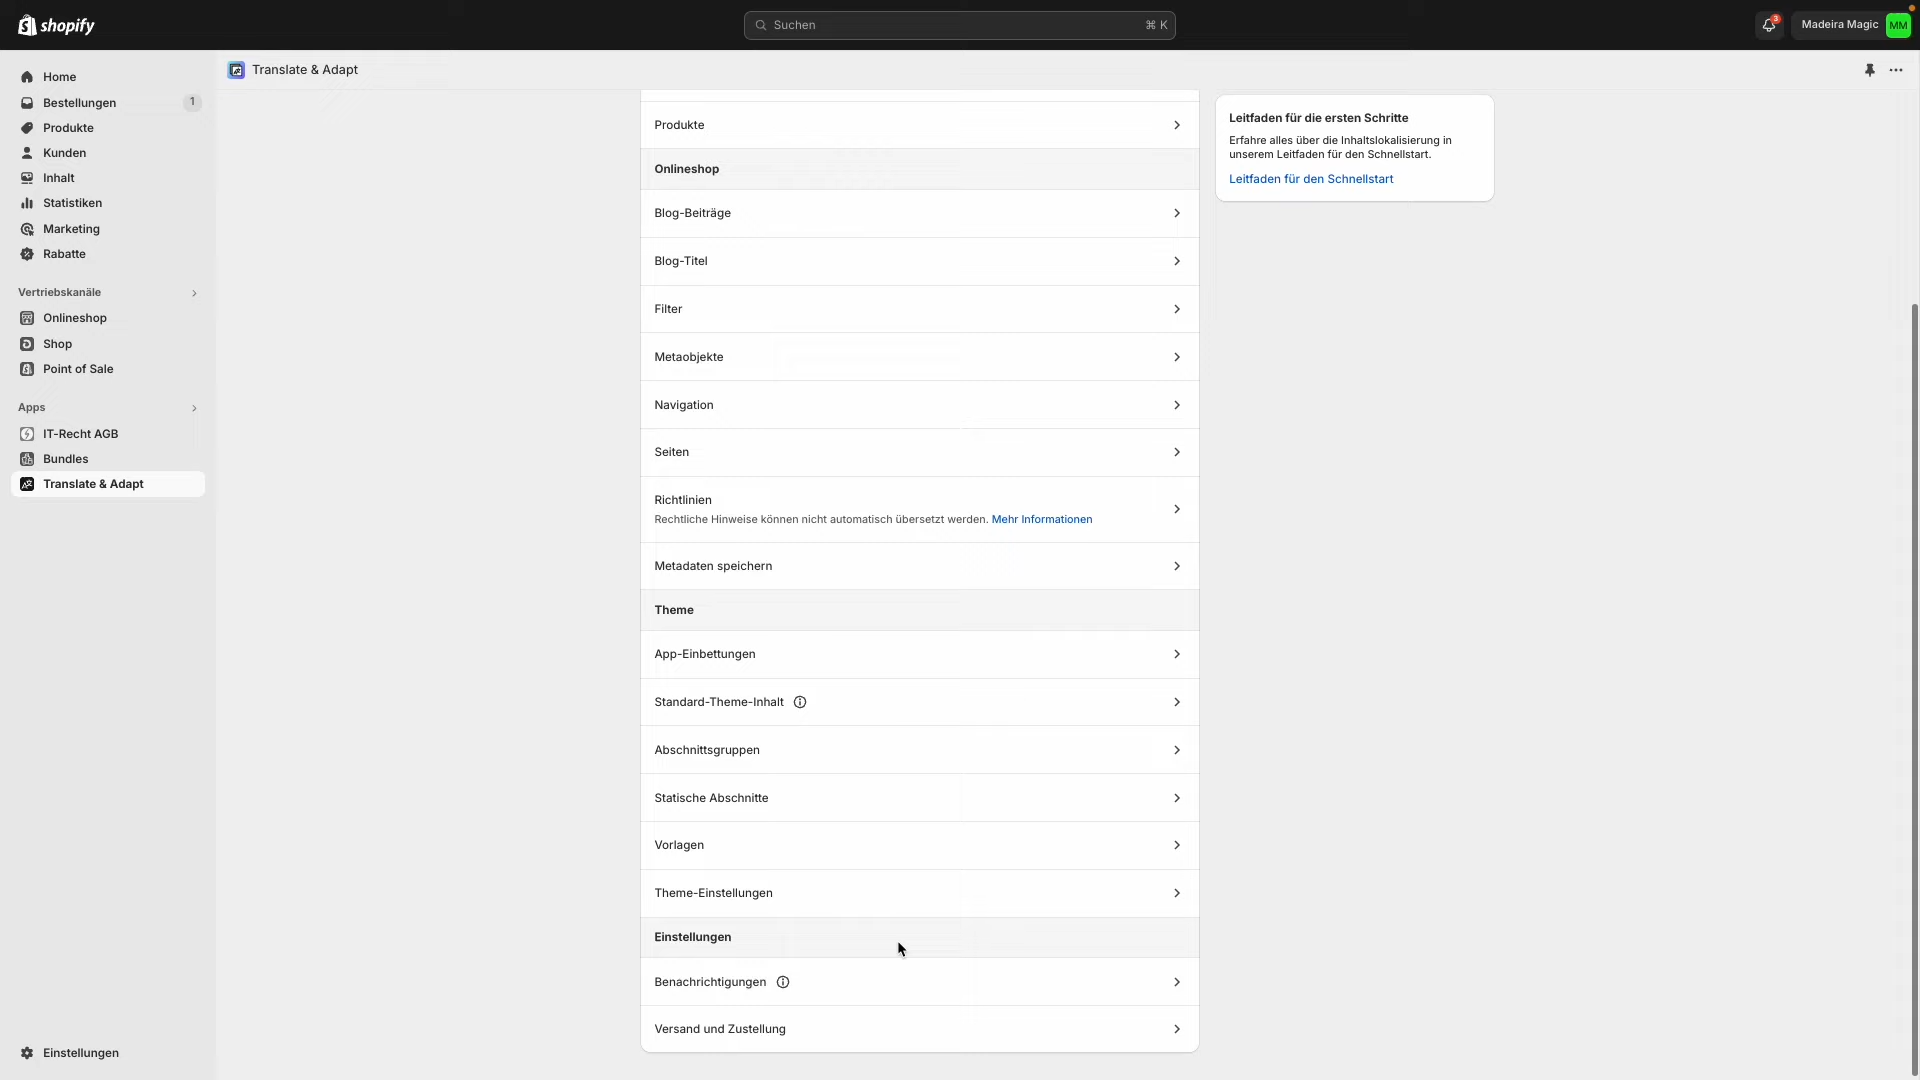 shopify
Suchen
⌘ K
3
Madeira Magic
MM
Home
Bestellungen
1
Produkte
Kunden
Inhalt
Statistiken
Marketing
Rabatte
Vertriebskanäle
Onlineshop
Shop
Point of Sale
Apps
IT-Recht AGB
Bundles
Translate & Adapt
Einstellungen
Translate & Adapt
Produkte
Onlineshop
Blog-Beiträge
Blog-Titel
Filter
Metaobjekte
Navigation
Seiten
Richtlinien
Rechtliche Hinweise können nicht automatisch übersetzt werden. Mehr Informationen
Metadaten speichern
Theme
App-Einbettungen
Standard-Theme-Inhalt
Abschnittsgruppen
Statische Abschnitte
Vorlagen
Theme-Einstellungen
Einstellungen
Benachrichtigungen
Versand und Zustellung
Leitfaden für die ersten Schritte
Erfahre alles über die Inhaltslokalisierung in
unserem Leitfaden für den Schnellstart.
Leitfaden für den Schnellstart